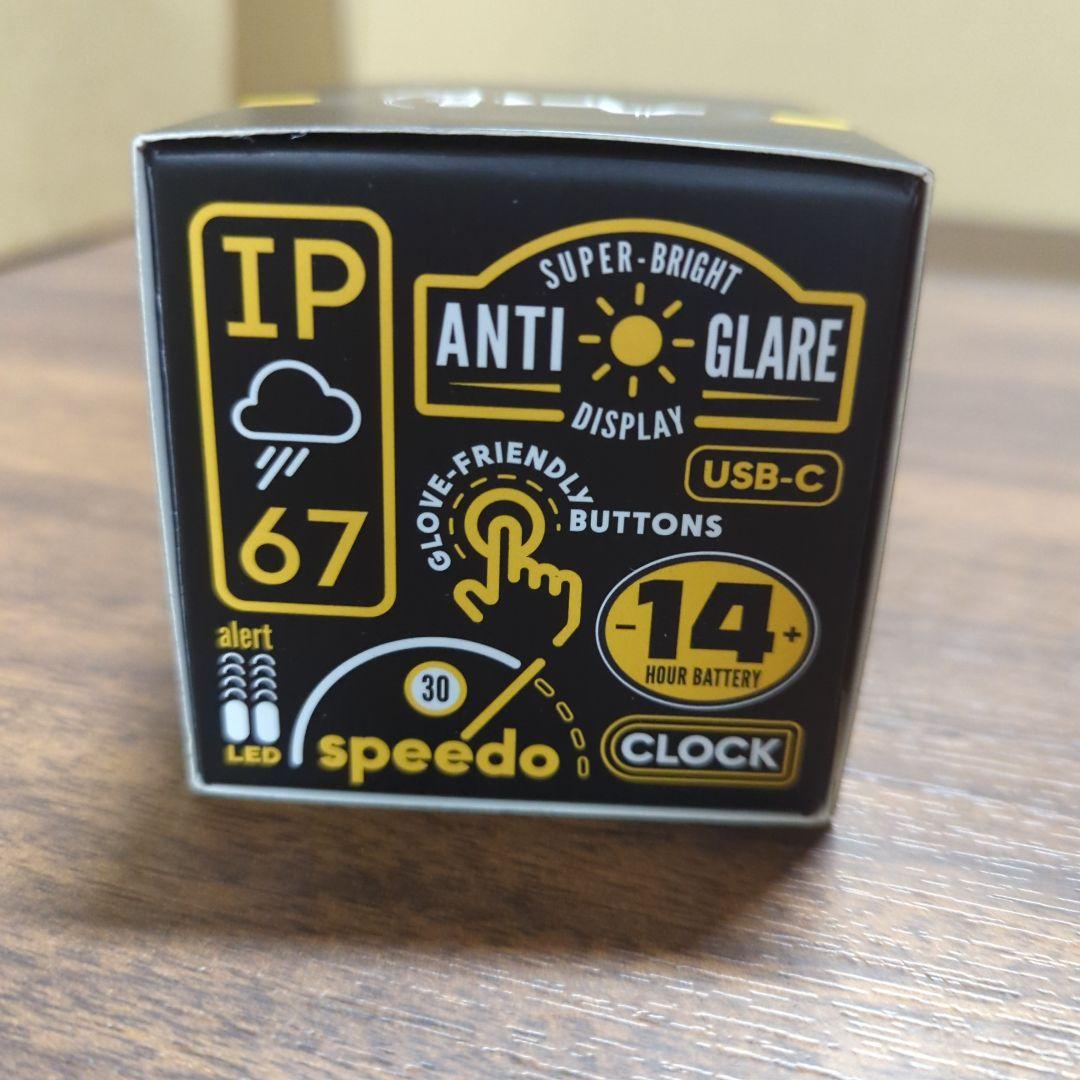 IP
67
SUPER-BRIGHT
ANTI GLARE
DISPLAY
USB-C
GLOVE-FRIENDLY
BUTTONS
-14+
HOUR BATTERY
alert
LED
30
speedo
CLOCK